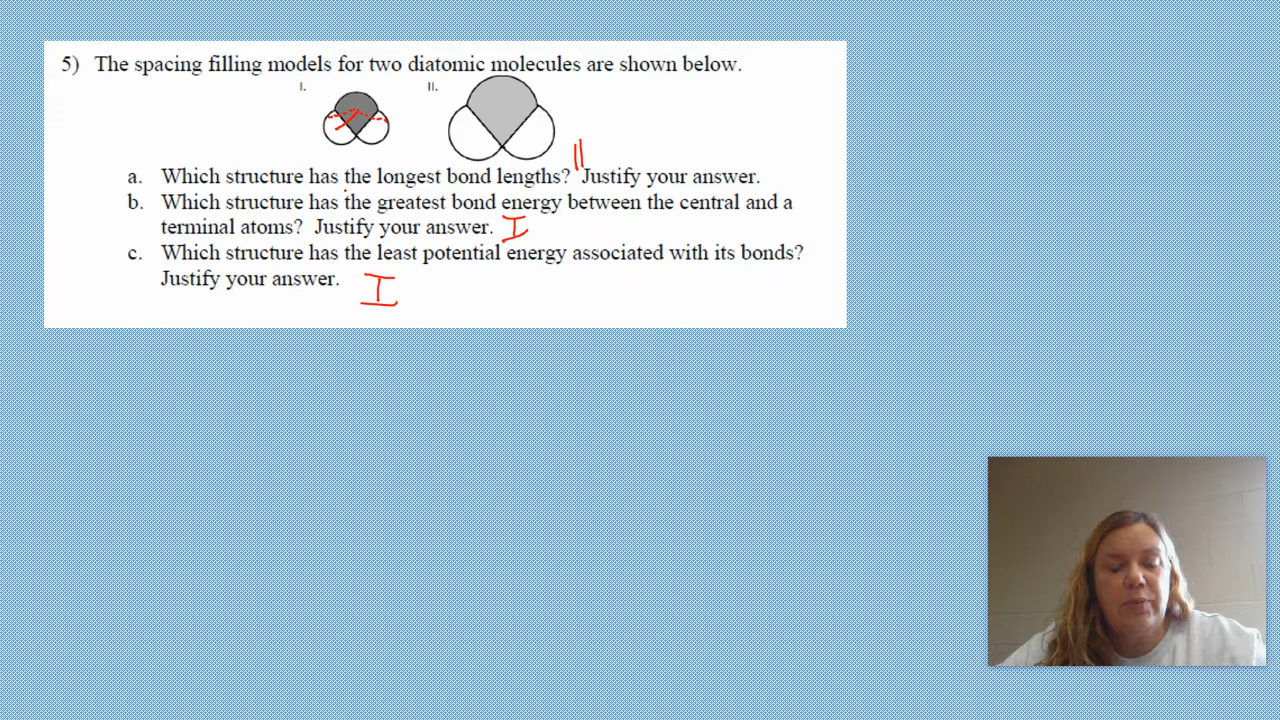 5) The spacing filling models for two diatomic molecules are shown below.
I. II.
a. Which structure has the longest bond lengths? II Justify your answer.
b. Which structure has the greatest bond energy between the central and a
terminal atoms? Justify your answer. I
c. Which structure has the least potential energy associated with its bonds?
Justify your answer. I